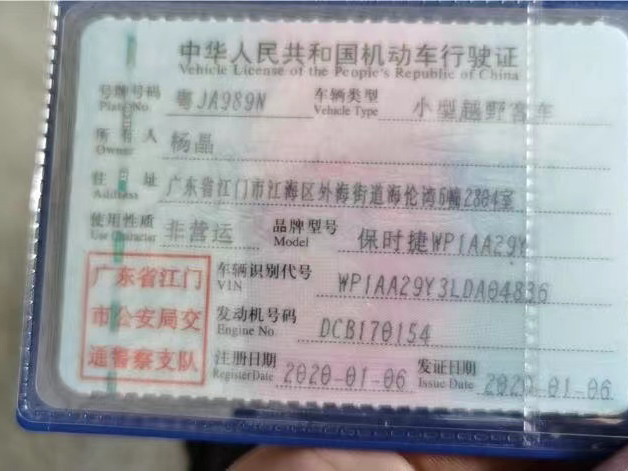 中华人民共和国机动车行驶证
Vehicle License of the People's Republic of China
号牌号码 粤JA989N 车辆类型 小型越野客车
Plate No. Vehicle Type
所有人 杨晶
Owner
住址 广东省江门市江海区外海街道海伦湾6幢2804室
Address
使用性质 非营运 品牌型号 保时捷WP1AA29Y
Use Character Model
广东省江门 车辆识别代号 WP1AA29Y3LDA04836
VIN
市公安局交 发动机号码 DCB170154
Engine No.
通警察支队 注册日期 2020-01-06 发证日期 2020-01-06
Register Date Issue Date